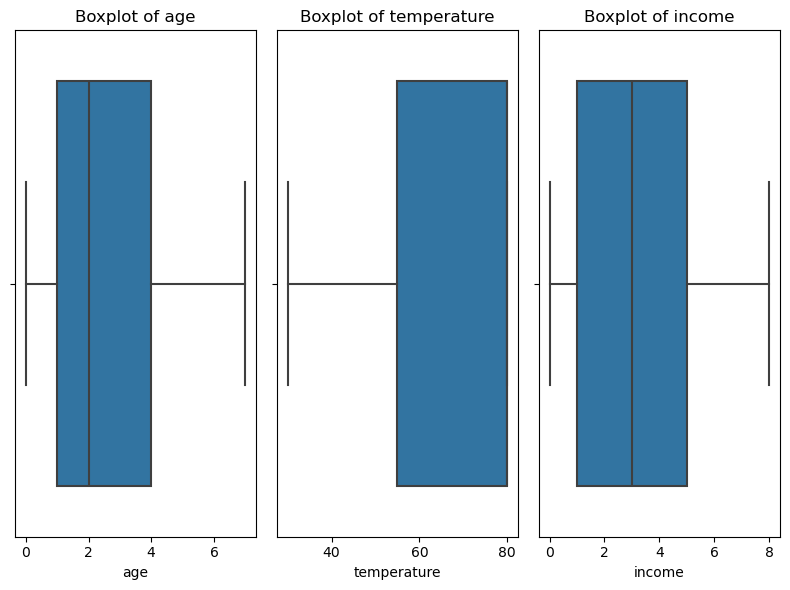 Boxplot of age
Boxplot of temperature
Boxplot of income
0 2 4 6
40 60 80
0 2 4 6 8
age
temperature
income